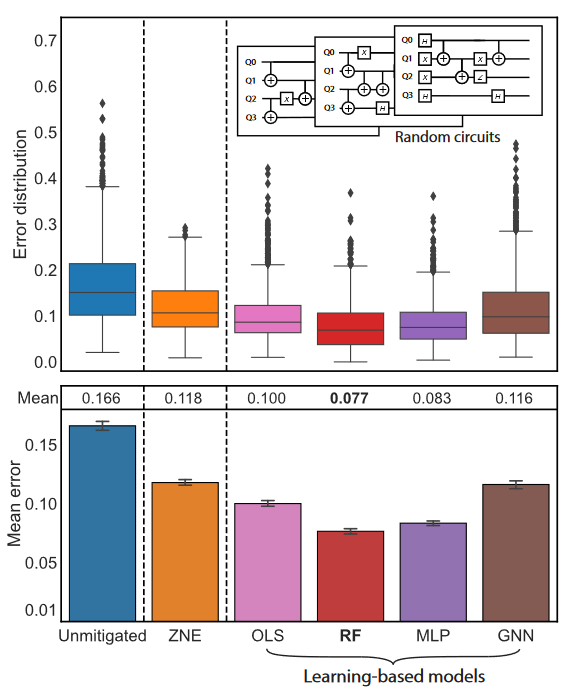 0.7
0.6
0.5
0.4
0.3
0.2
0.1
0.0
Error distribution
Q0
Q1
Q2
Q3
X
Q0
Q1
Q2
Q3
X
H
Q0
Q1
Q2
Q3
H
X
X
H
X
Z
H
Random circuits
Mean 0.166 0.118 0.100 0.077 0.083 0.116
0.15
0.10
0.05
0.01
Mean error
Unmitigated ZNE OLS RF MLP GNN
Learning-based models